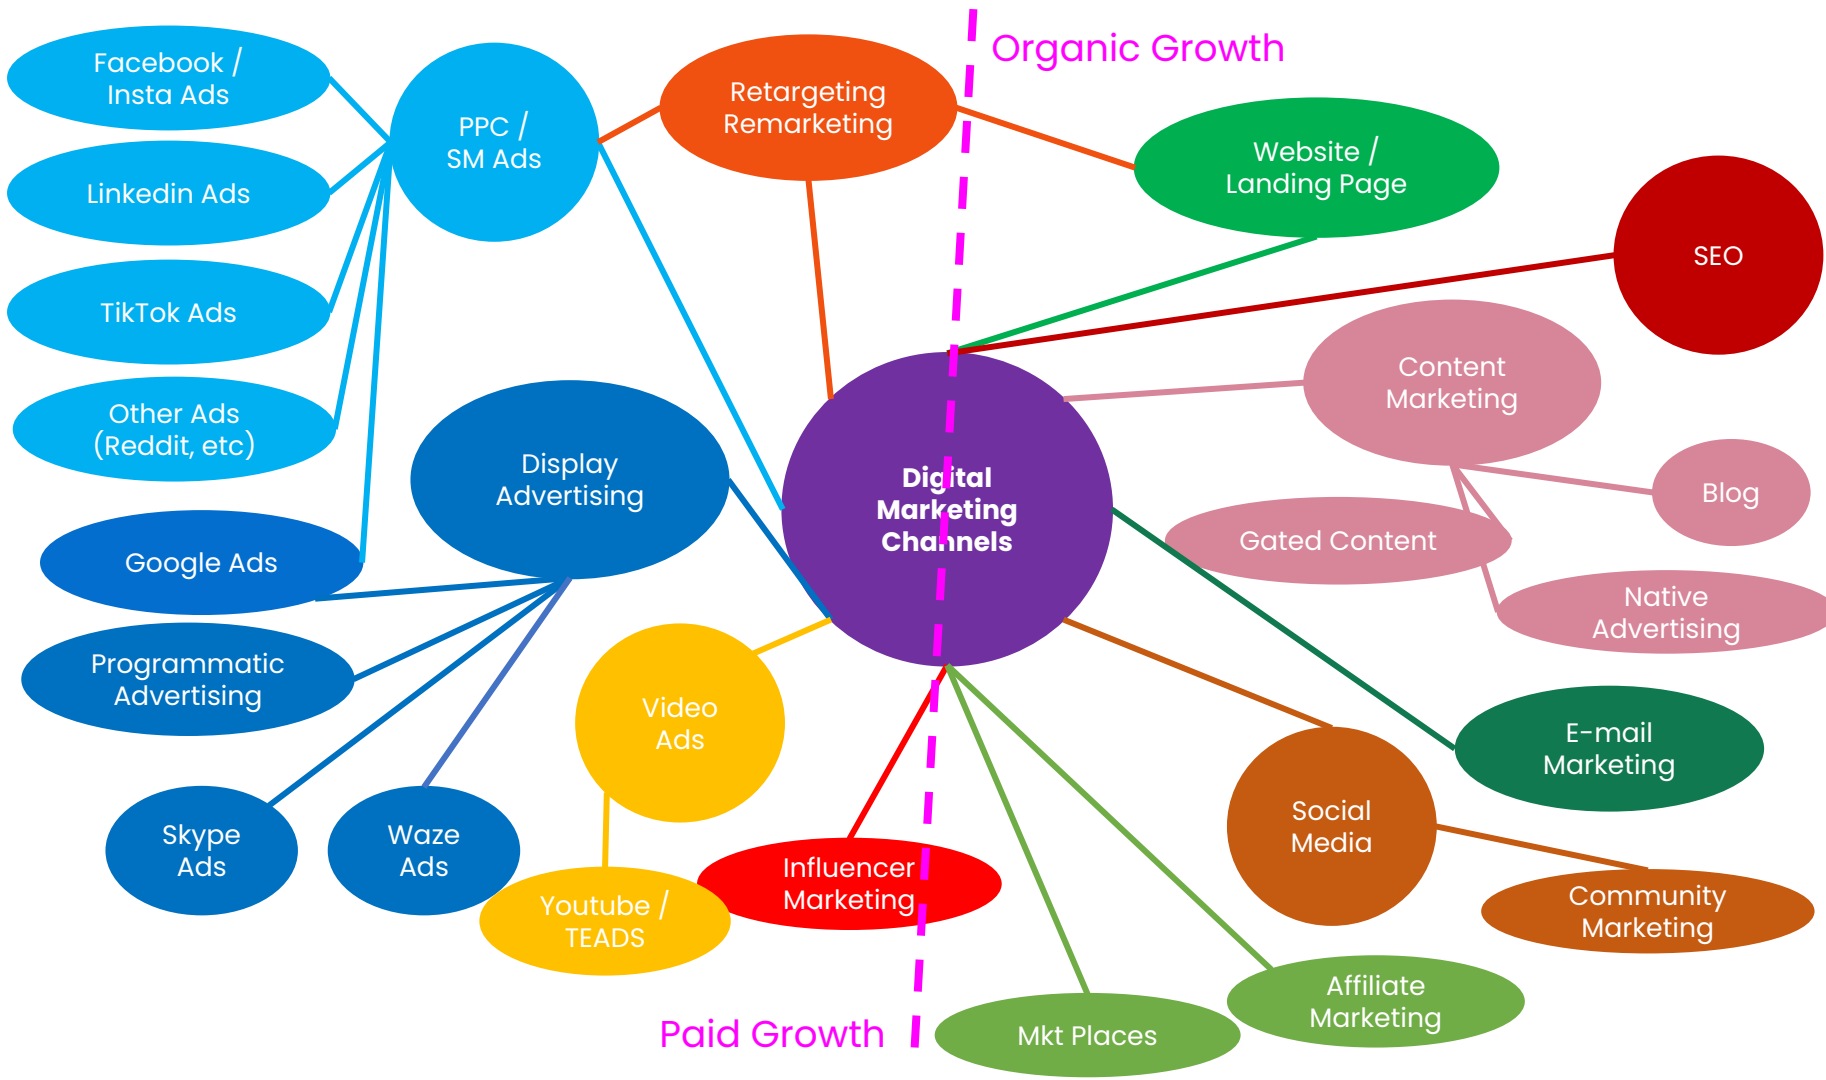 Organic Growth
Facebook /
Insta Ads
PPC /
SM Ads
Retargeting
Remarketing
Website /
Landing Page
Linkedin Ads
SEO
TikTok Ads
Content
Marketing
Other Ads
(Reddit, etc)
Display
Advertising
Digital
Marketing
Channels
Blog
Gated Content
Google Ads
Native
Advertising
Programmatic
Advertising
Video
Ads
E-mail
Marketing
Social
Media
Skype
Ads
Waze
Ads
Influencer
Marketing
Youtube /
TEADS
Community
Marketing
Affiliate
Marketing
Paid Growth
Mkt Places